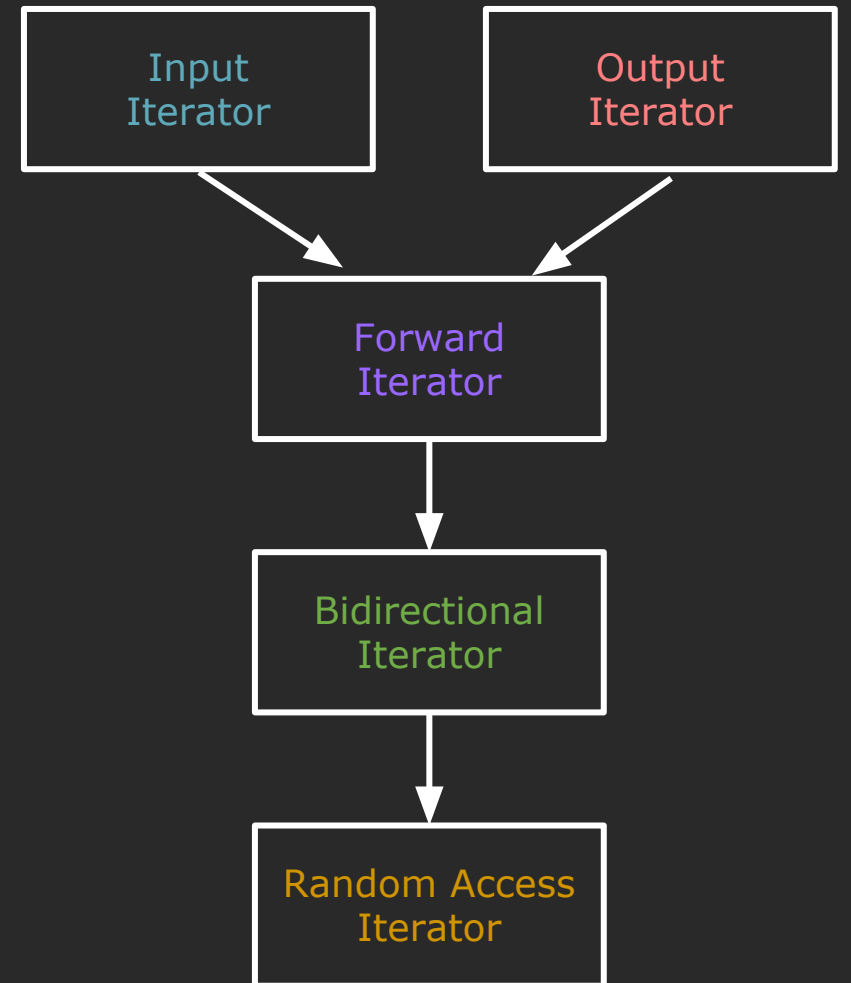 Input
Iterator
Output
Iterator
Forward
Iterator
Bidirectional
Iterator
Random Access
Iterator